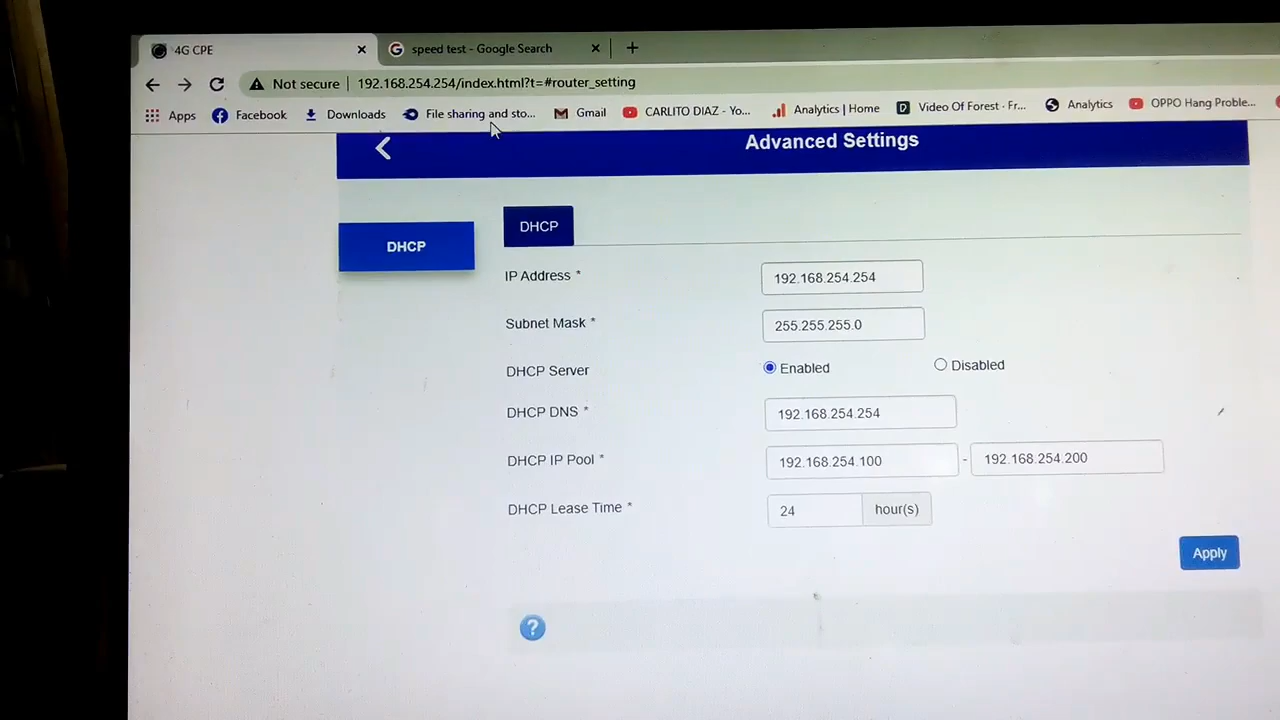 4G CPE
speed test - Google Search
Not secure | 192.168.254.254/index.html?t=#router_setting
Apps Facebook Downloads File sharing and sto... Gmail CARLITO DIAZ - Yo... Analytics | Home Video Of Forest - Fr... Analytics OPPO Hang Proble...
Advanced Settings
DHCP
DHCP
IP Address * 192.168.254.254
Subnet Mask * 255.255.255.0
DHCP Server Enabled Disabled
DHCP DNS * 192.168.254.254
DHCP IP Pool * 192.168.254.100 - 192.168.254.200
DHCP Lease Time * 24 hour(s)
Apply
?